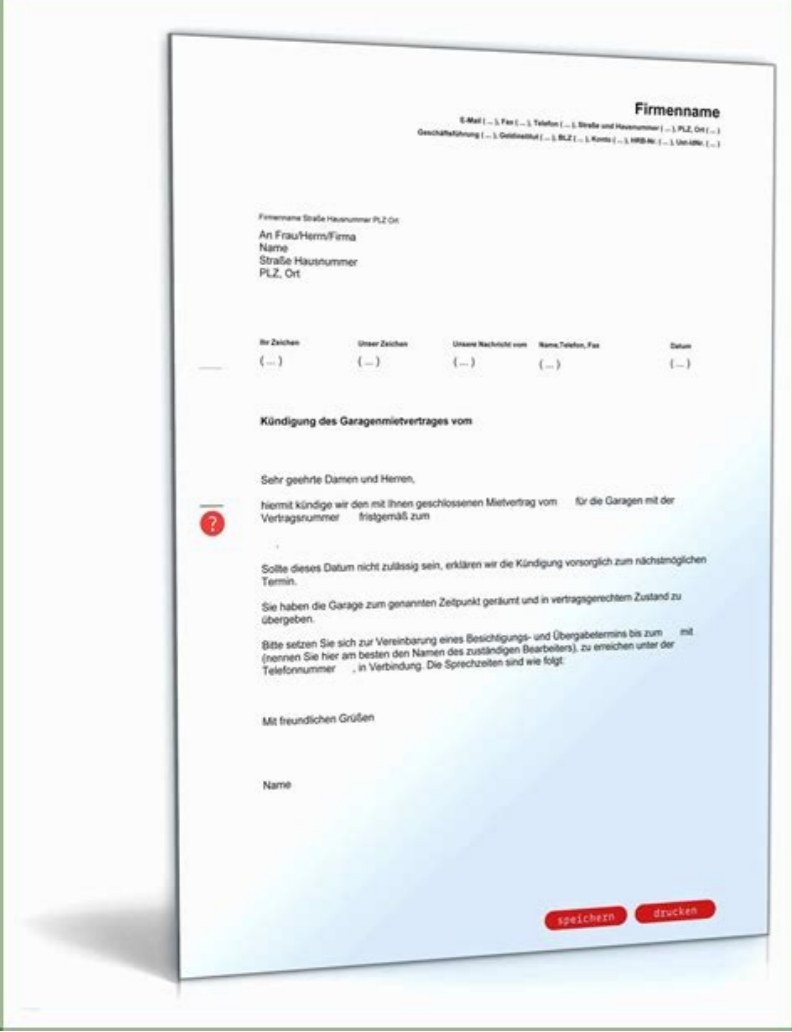 Firmenname
E-Mail ( ... ), Fax ( ... ), Telefon ( ... ), Straße und Hausnummer ( ... ), PLZ, Ort ( ... )
Geschäftsführung ( ... ), Geldinstitut ( ... ), BLZ ( ... ), Konto ( ... ), HRB-Nr. ( ... ), Ust-IdNr. ( ... )
Firmenname Straße Hausnummer PLZ Ort
An Frau/Herrn/Firma
Name
Straße Hausnummer
PLZ, Ort
Ihr Zeichen Unser Zeichen Unsere Nachricht vom Name,Telefon, Fax Datum
( ... ) ( ... ) ( ... ) ( ... ) ( ... )
Kündigung des Garagenmietvertrages vom
Sehr geehrte Damen und Herren,
hiermit kündige wir den mit Ihnen geschlossenen Mietvertrag vom für die Garagen mit der
Vertragsnummer fristgemäß zum
?
.
Sollte dieses Datum nicht zulässig sein, erklären wir die Kündigung vorsorglich zum nächstmöglichen
Termin.
Sie haben die Garage zum genannten Zeitpunkt geräumt und in vertragsgerechtem Zustand zu
übergeben.
Bitte setzen Sie sich zur Vereinbarung eines Besichtigungs- und Übergabetermins bis zum mit
(nennen Sie hier am besten den Namen des zuständigen Bearbeiters), zu erreichen unter der
Telefonnummer , in Verbindung. Die Sprechzeiten sind wie folgt:
Mit freundlichen Grüßen
Name
speichern drucken